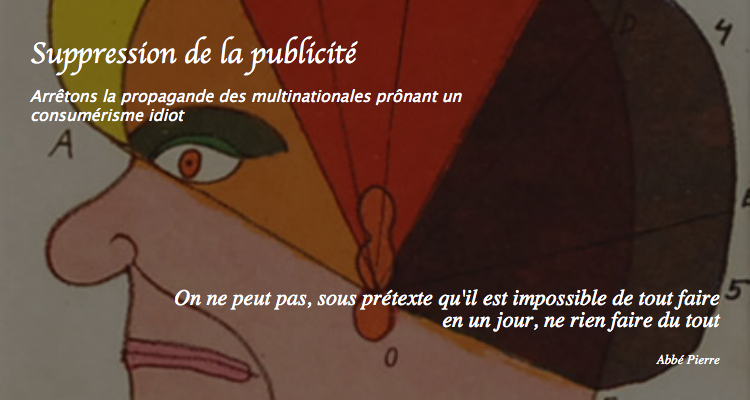 Suppression de la publicité
Arrêtons la propagande des multinationales prônant un
consumérisme idiot
D
4
A
On ne peut pas, sous prétexte qu'il est impossible de tout faire
en un jour, ne rien faire du tout
5
O
Abbé Pierre